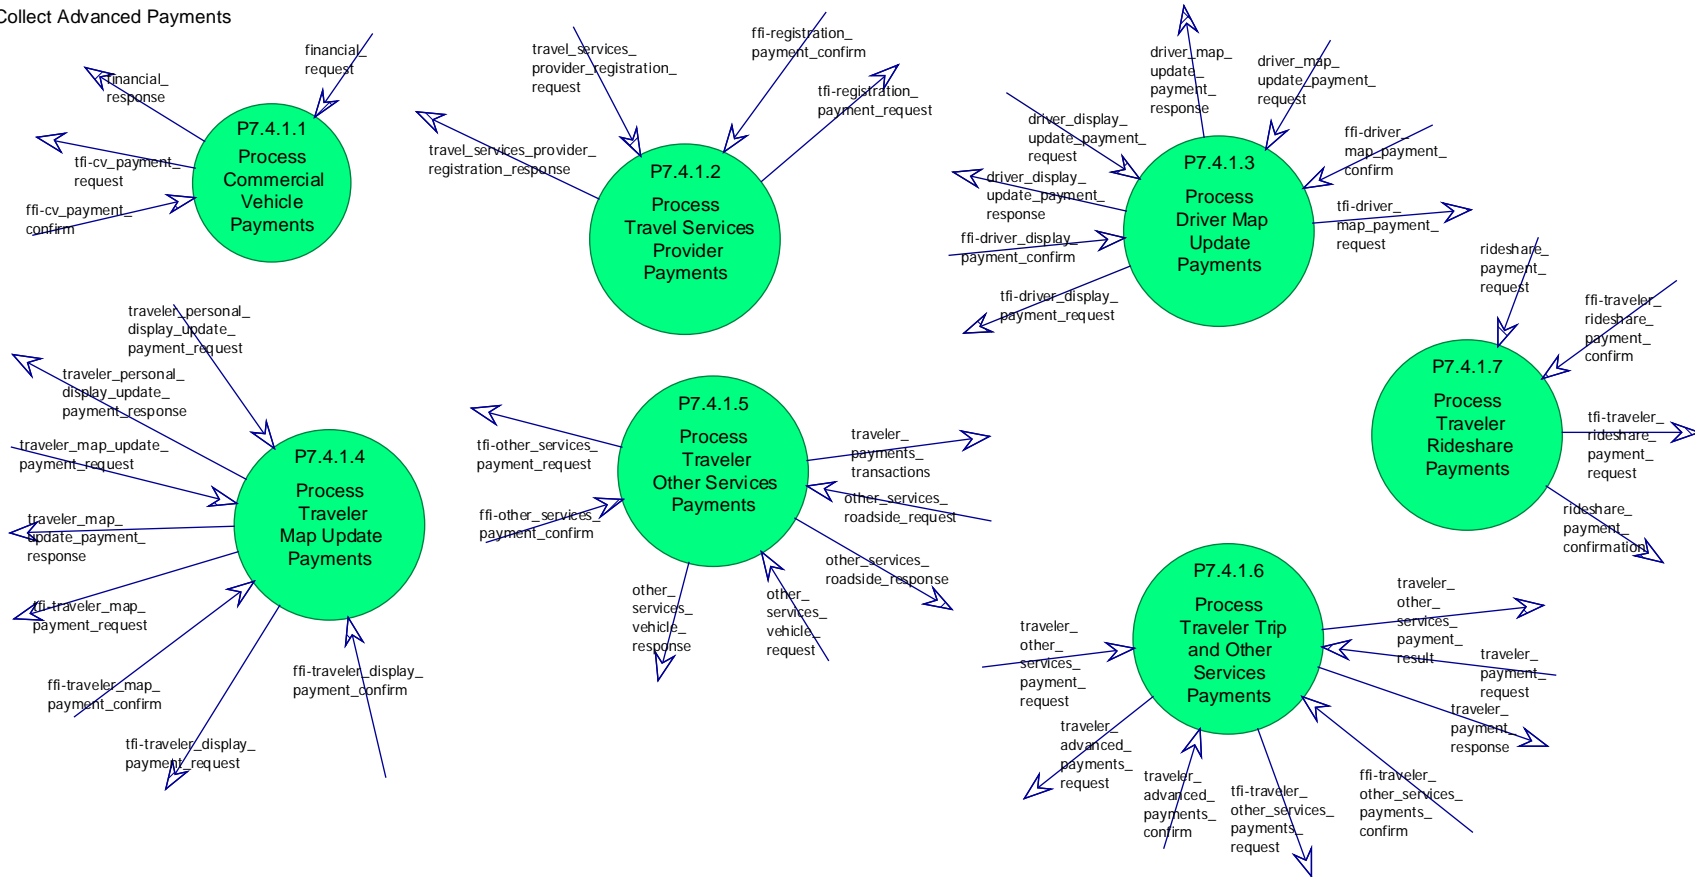 Collect Advanced Payments
financial_
request
financial_
response
P7.4.1.1
Process
Commercial
Vehicle
Payments
tfi-cv_payment_
request
ffi-cv_payment_
confirm
travel_services_
provider_registration_
request
ffi-registration_
payment_confirm
tfi-registration_
payment_request
travel_services_provider_
registration_response
P7.4.1.2
Process
Travel Services
Provider
Payments
driver_map_
update_
payment_
response
driver_map_
update_payment_
request
driver_display_
update_payment_
request
ffi-driver_
map_payment_
confirm
driver_display_
update_payment_
response
P7.4.1.3
Process
Driver Map
Update
Payments
tfi-driver_
map_payment_
request
ffi-driver_display_
payment_confirm
tfi-driver_display_
payment_request
rideshare_
payment_
request
ffi-traveler_
rideshare_
payment_
confirm
P7.4.1.7
Process
Traveler
Rideshare
Payments
tfi-traveler_
rideshare_
payment_
request
rideshare_
payment_
confirmation
traveler_personal_
display_update_
payment_request
traveler_personal_
display_update_
payment_response
traveler_map_update_
payment_request
P7.4.1.4
Process
Traveler
Map Update
Payments
traveler_map_
update_payment_
response
tfi-traveler_map_
payment_request
ffi-traveler_map_
payment_confirm
tfi-traveler_display_
payment_request
ffi-traveler_display_
payment_confirm
P7.4.1.5
Process
Traveler
Other Services
Payments
tfi-other_services_
payment_request
ffi-other_services_
payment_confirm
traveler_
payments_
transactions
other_services_
roadside_request
other_services_
roadside_response
other_
services_
vehicle_
response
other_
services_
vehicle_
request
P7.4.1.6
Process
Traveler Trip
and Other
Services
Payments
traveler_
other_
services_
payment_
request
traveler_
other_
services_
payment_
result
traveler_
payment_
request
traveler_
payment_
response
traveler_
advanced_
payments_
request
traveler_
advanced_
payments_
confirm
tfi-traveler_
other_services_
payments_
request
ffi-traveler_
other_services_
payments_
confirm